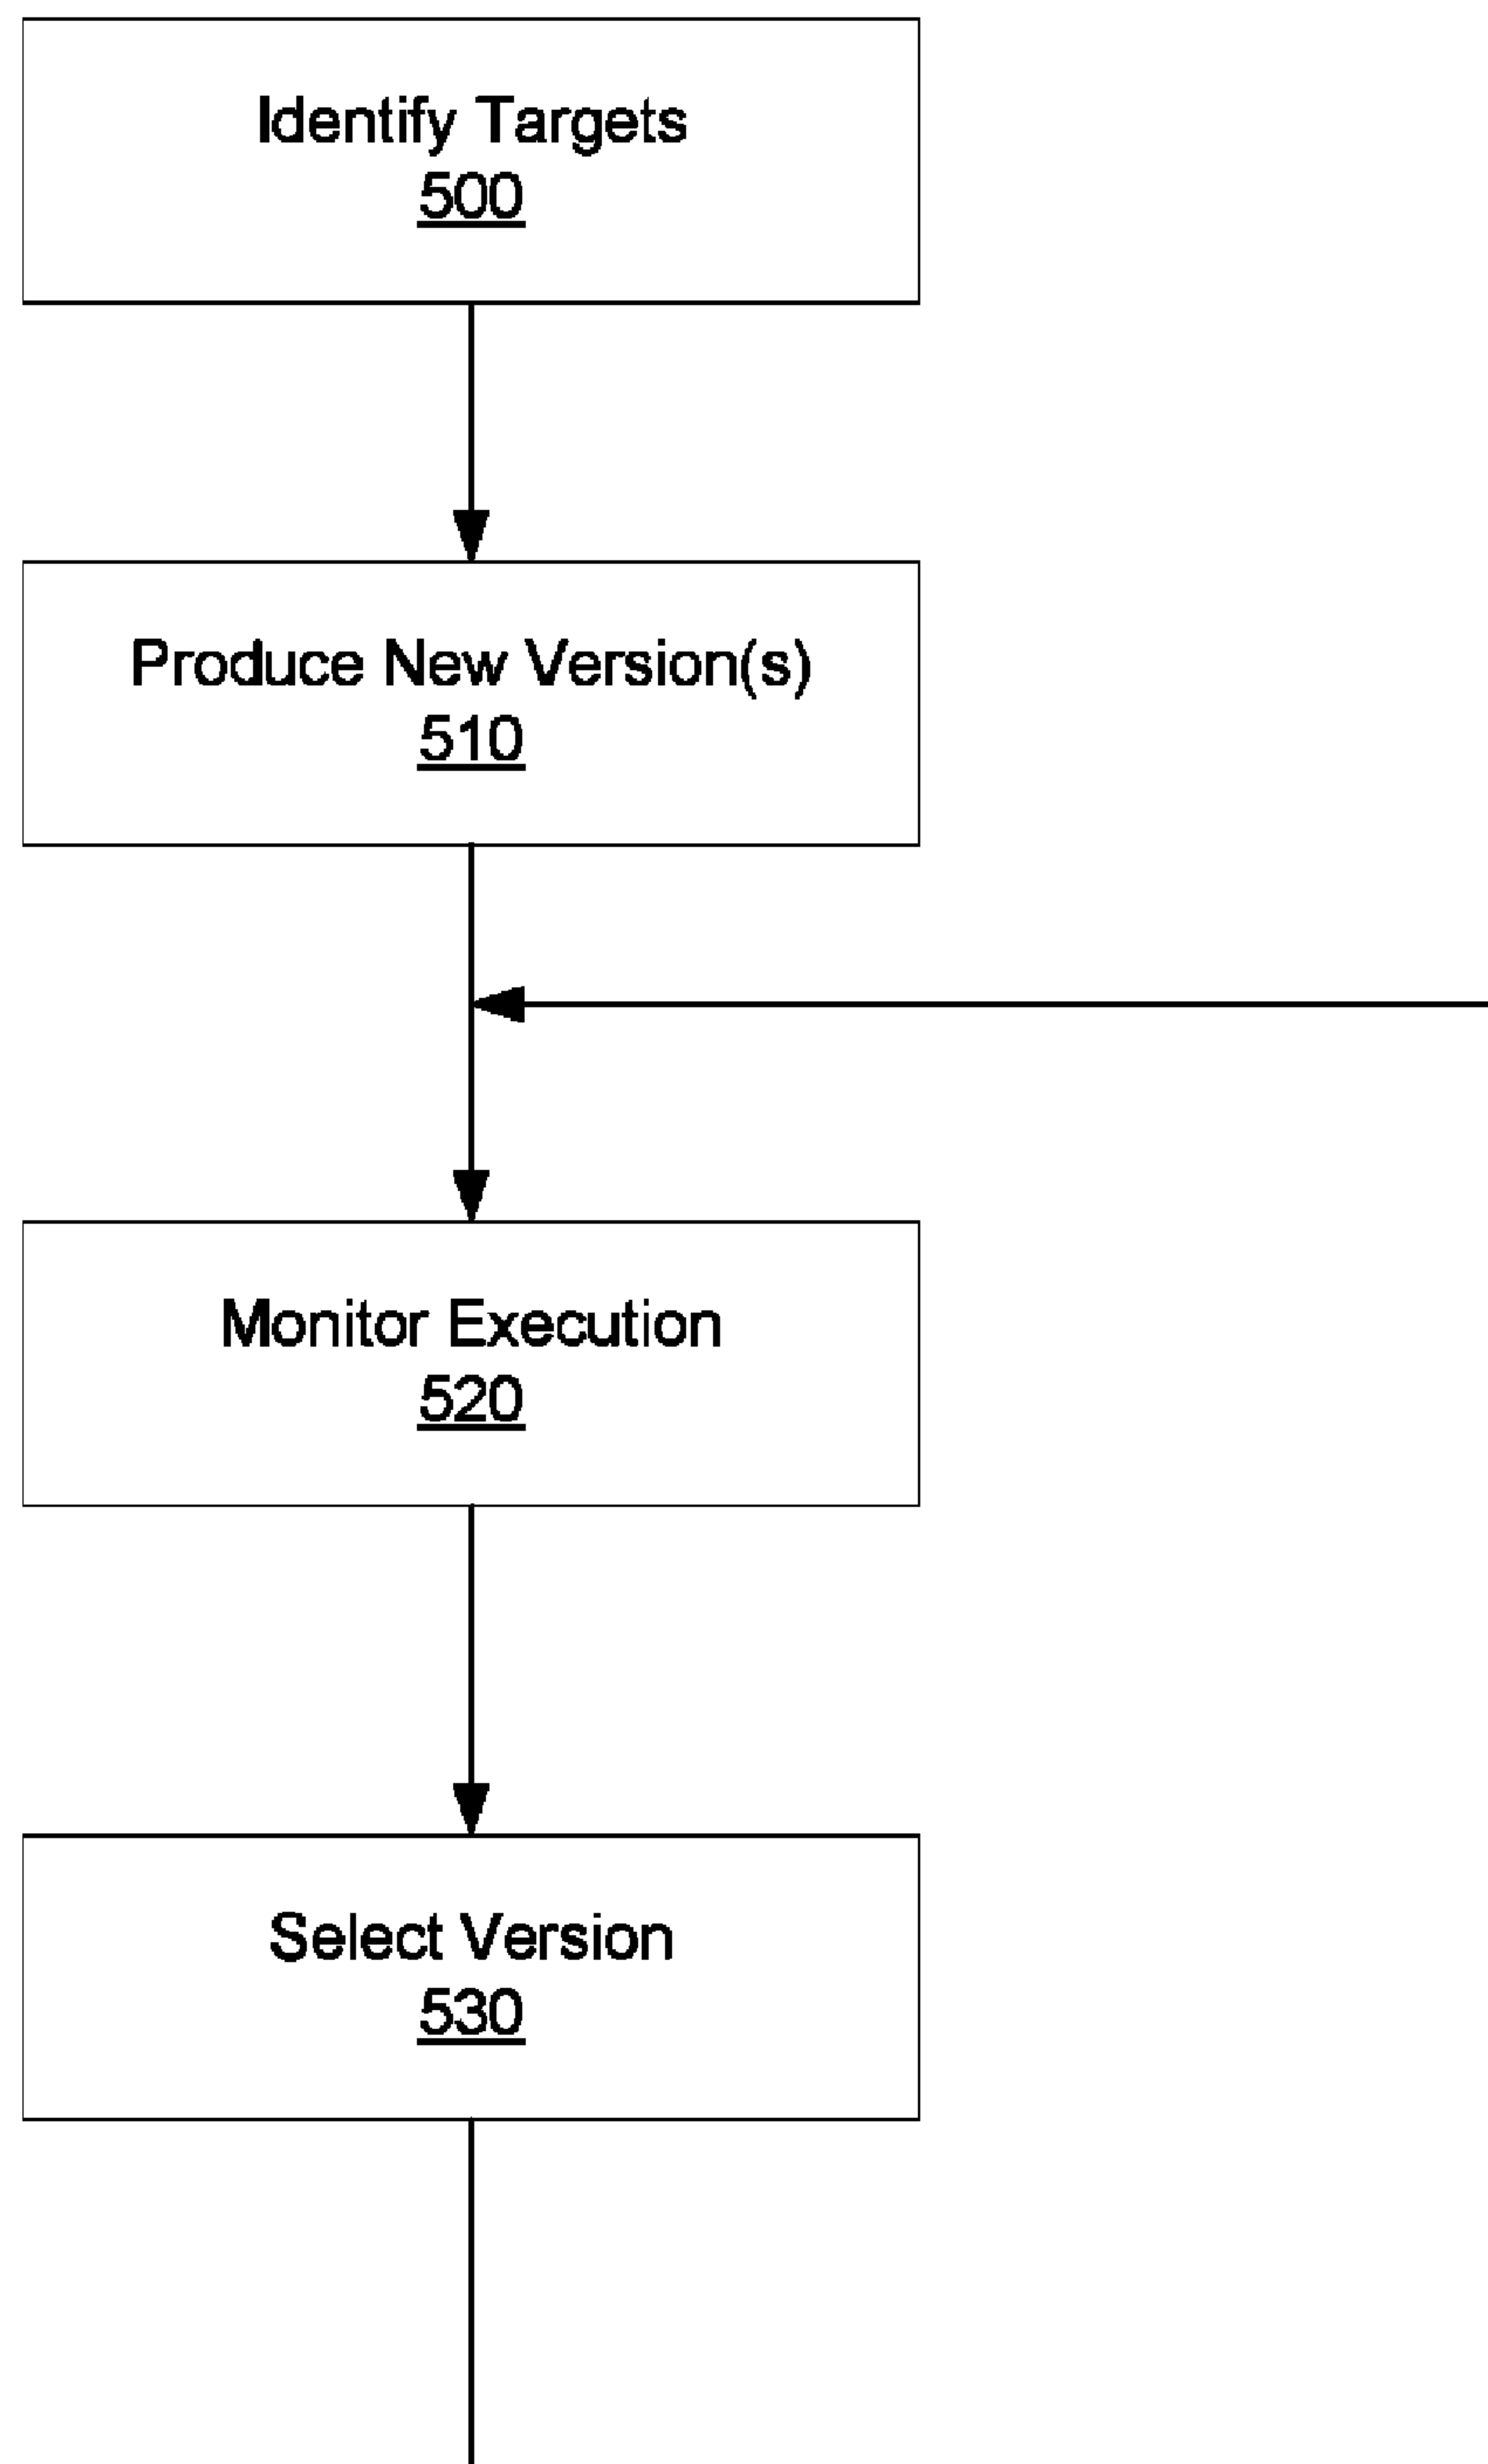 Identify Targets
500
Produce New Version(s)
510
Monitor Execution
520
Select Version
530